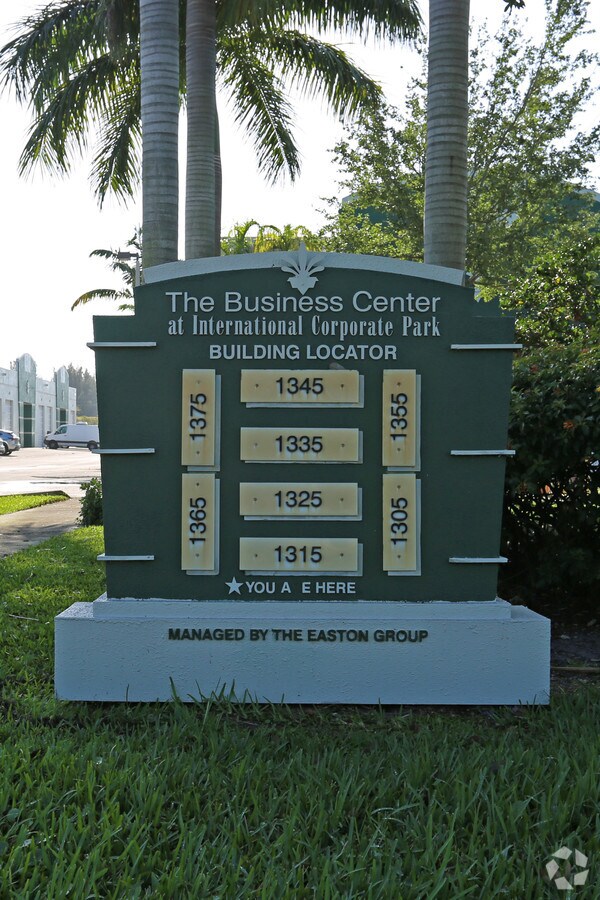 The Business Center
at International Corporate Park
BUILDING LOCATOR
1375
1345
1355
1335
1365
1325
1305
1315
YOU A E HERE
MANAGED BY THE EASTON GROUP